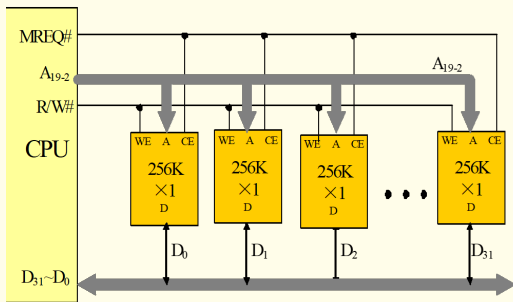 MREQ#
A19-2 A19-2
R/W#
CPU
WE A CE WE A CE WE A CE WE A CE
256K 256K 256K 256K
×1 ×1 ×1 ×1
D D D D
D0 D1 D2 D31
D31~D0